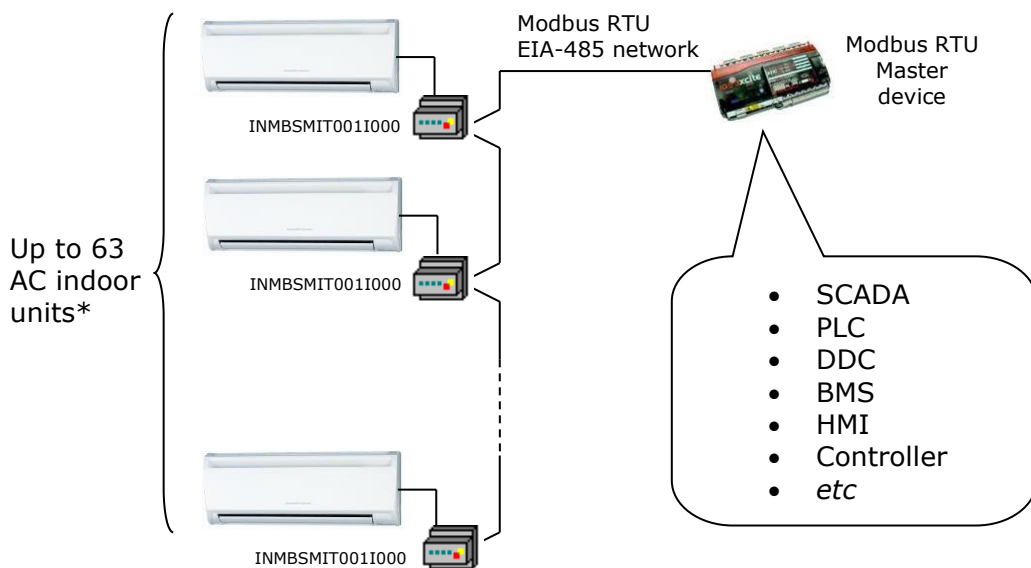 Modbus RTU
EIA-485 network
Modbus RTU
Master
device
INMBSMIT001I000
INMBSMIT001I000
Up to 63
AC indoor
units*
• SCADA
• PLC
• DDC
• BMS
• HMI
• Controller
• etc
INMBSMIT001I000